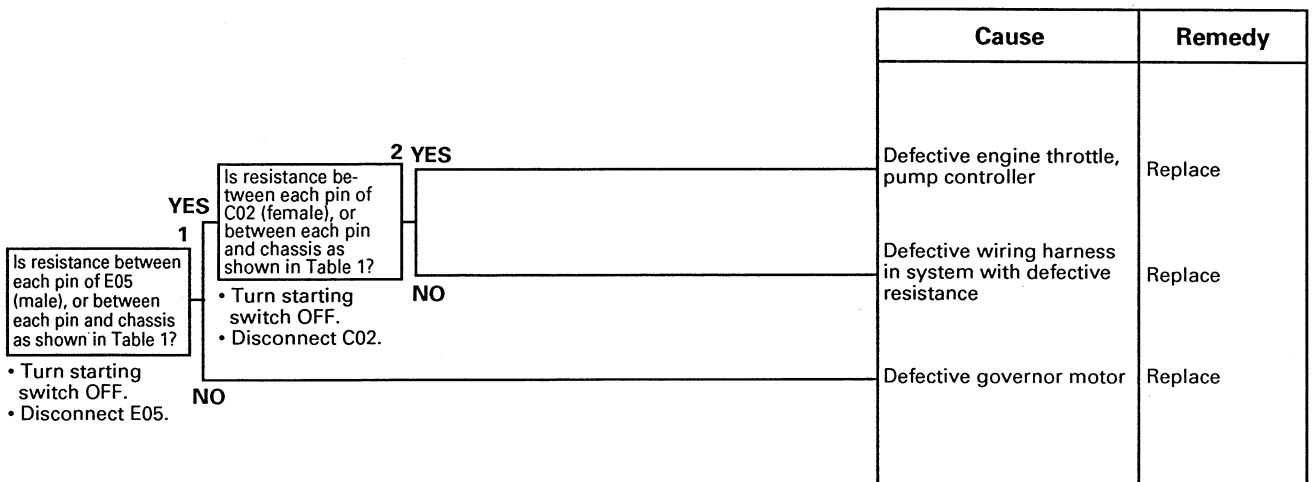 Cause
Remedy
2 YES
Is resistance be-
tween each pin of
C02 (female), or
between each pin
and chassis as
shown in Table 1?
• Turn starting
switch OFF.
• Disconnect C02.
NO
YES
1
Is resistance between
each pin of E05
(male), or between
each pin and chassis
as shown in Table 1?
• Turn starting
switch OFF.
• Disconnect E05.
NO
Defective engine throttle,
pump controller
Replace
Defective wiring harness
in system with defective
resistance
Replace
Defective governor motor
Replace